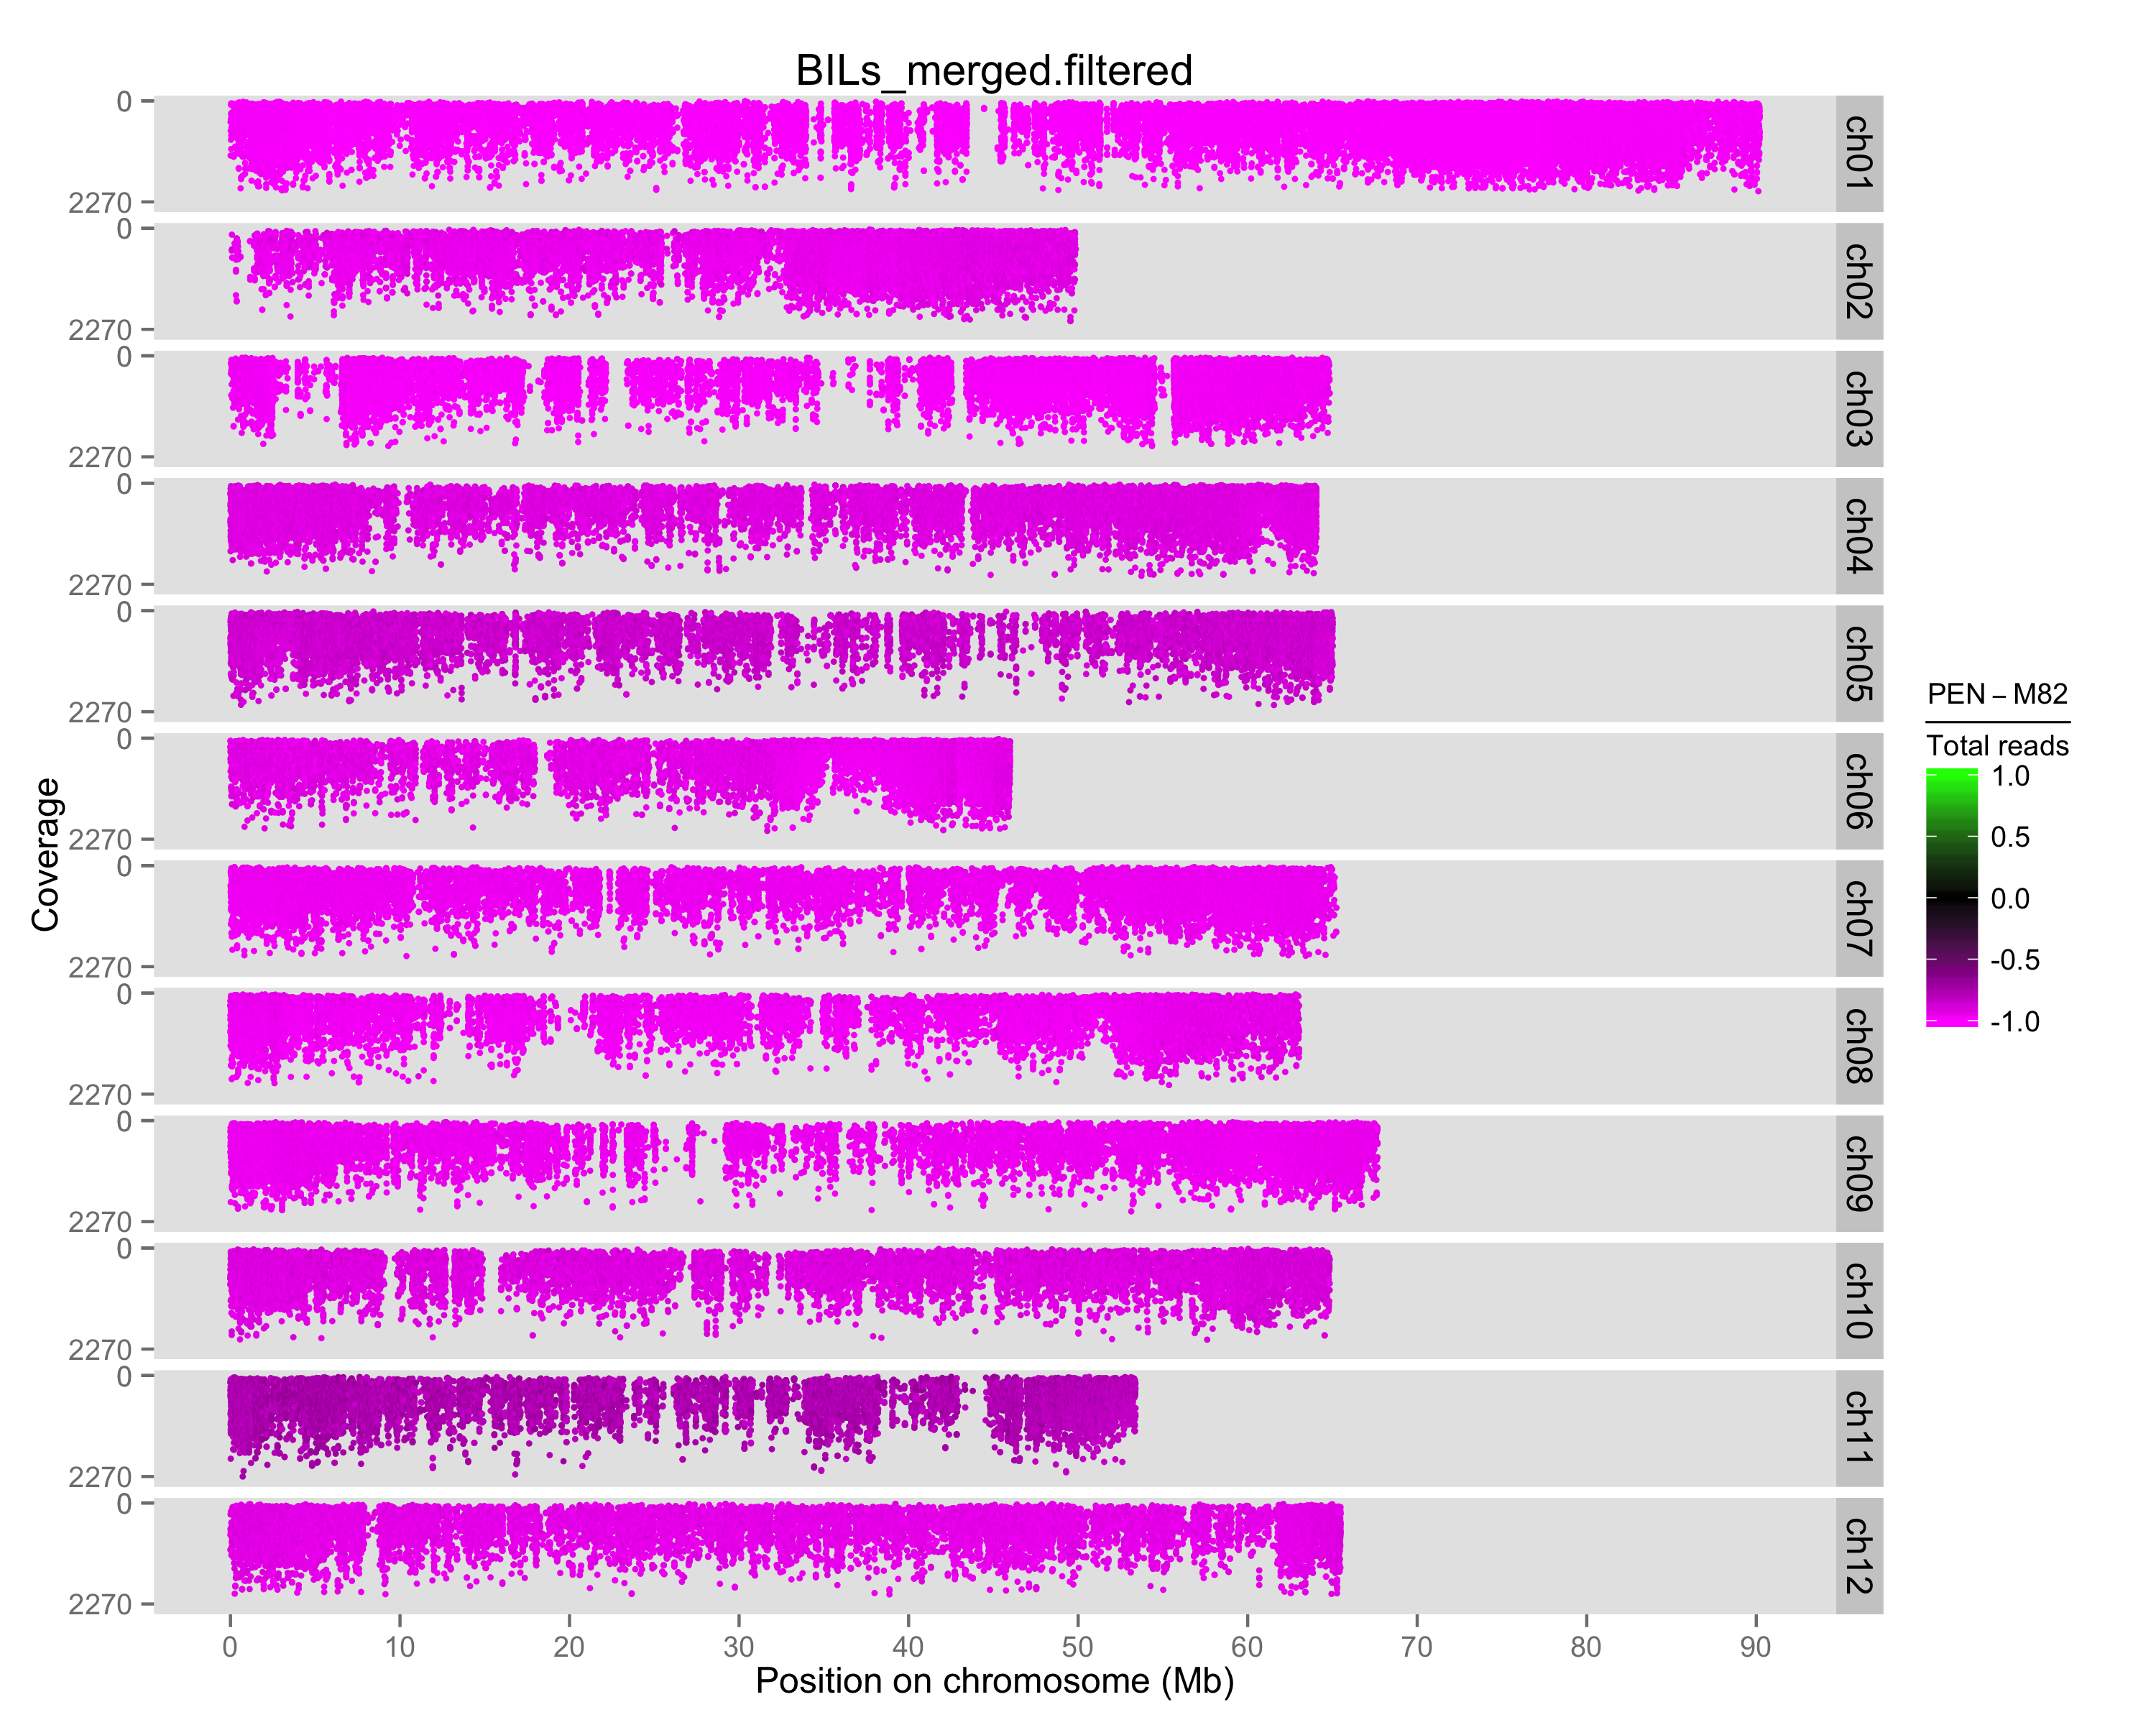 BILs_merged.filtered
0
2270
ch01
0
2270
ch02
0
2270
ch03
0
2270
ch04
0
2270
ch05
0
2270
ch06
0
2270
ch07
0
2270
ch08
0
2270
ch09
0
2270
ch10
0
2270
ch11
0
2270
ch12
Coverage
0 10 20 30 40 50 60 70 80 90
Position on chromosome (Mb)
PEN – M82
Total reads
1.0
0.5
0.0
-0.5
-1.0